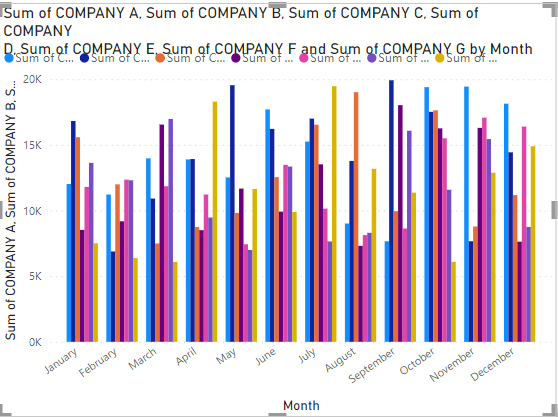 Sum of COMPANY A, Sum of COMPANY B, Sum of COMPANY C, Sum of
COMPANY
D, Sum of COMPANY E, Sum of COMPANY F and Sum of COMPANY G by Month
Sum of C... Sum of C... Sum of C... Sum of ... Sum of ... Sum of ... Sum of ...
Sum of COMPANY A, Sum of COMPANY B, S...
20K
15K
10K
5K
0K
January February March April May June July August September October November December
Month